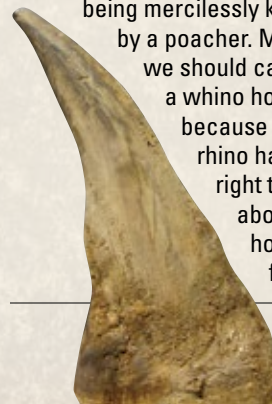 being mercilessly k
by a poacher. M
we should ca
a whino ho
because
rhino ha
right t
abo
ho
f